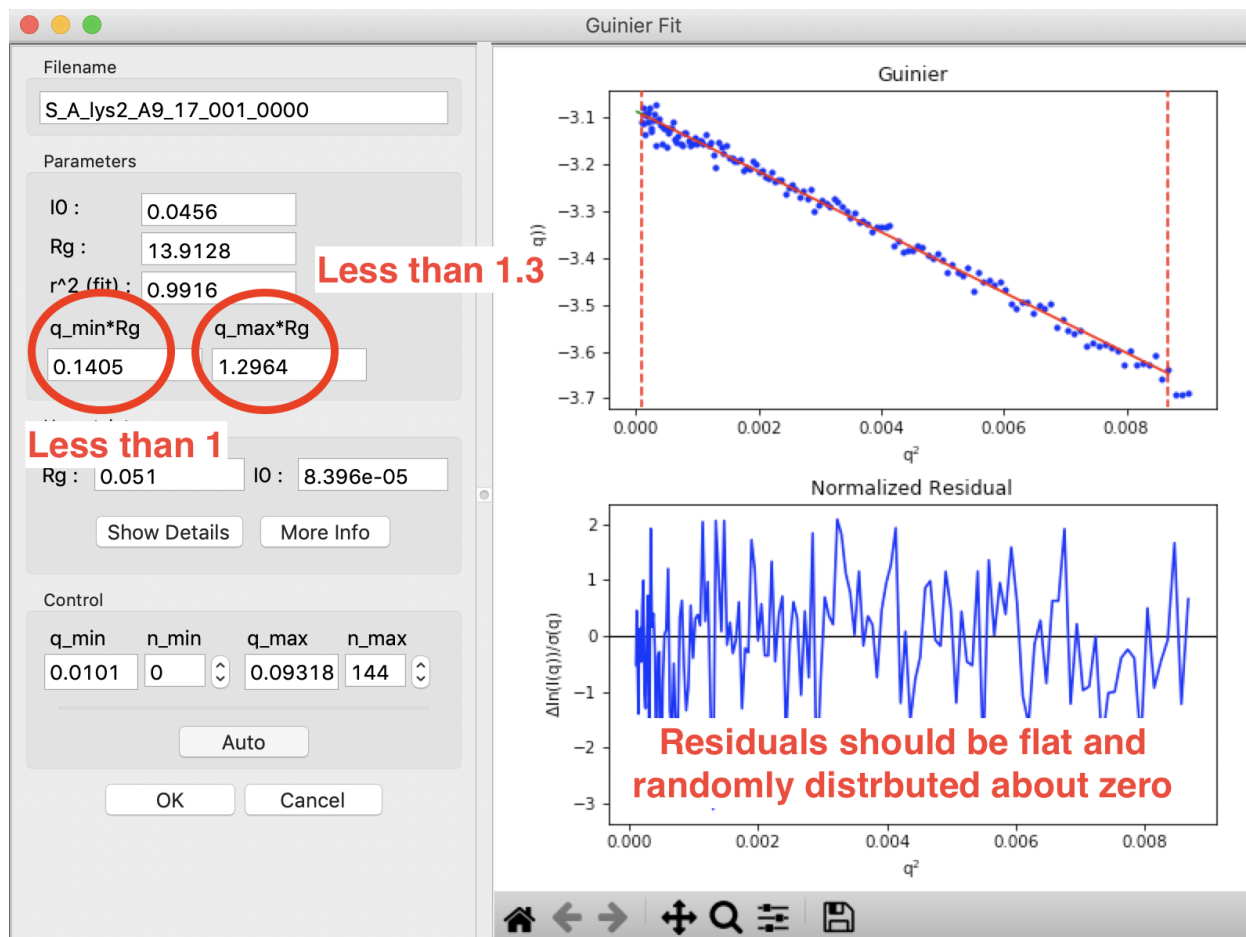 Guinier Fit
Filename
S_A_lys2_A9_17_001_0000
Parameters
I0 :
0.0456
Rg :
13.9128
r^2 (fit) :
0.9916
Less than 1.3
q_min*Rg
q_max*Rg
0.1405
1.2964
Less than 1
Rg :
0.051
I0 :
8.396e-05
Show Details
More Info
Control
q_min
n_min
q_max
n_max
0.0101
0
0.09318
144
Auto
OK
Cancel
Guinier
−3.1
−3.2
−3.3
−3.4
−3.5
−3.6
−3.7
q))
0.000
0.002
0.004
0.006
0.008
q²
Normalized Residual
2
1
0
−1
−2
−3
Δln(I(q))/σ(q)
Residuals should be flat and
randomly distrbuted about zero
0.000
0.002
0.004
0.006
0.008
q²